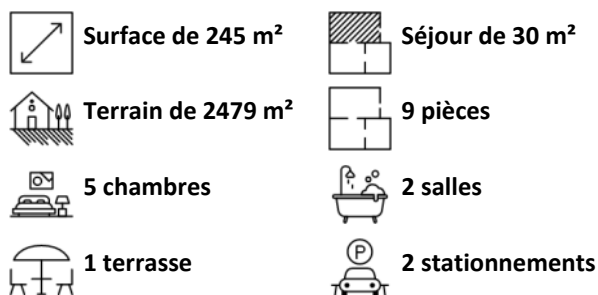 Surface de 245 m²
Séjour de 30 m²
Terrain de 2479 m²
9 pièces
5 chambres
2 salles
1 terrasse
P
2 stationnements